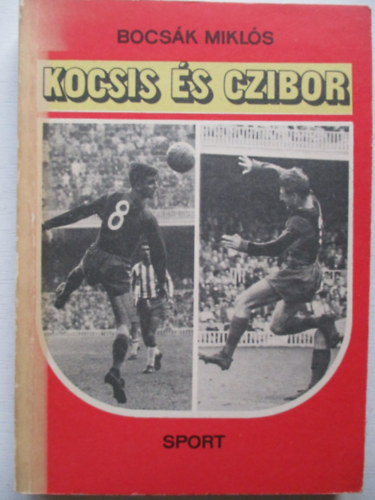 BOCSÁK MIKLÓS
KOCSIS ÉS CZIBOR
8
SPORT